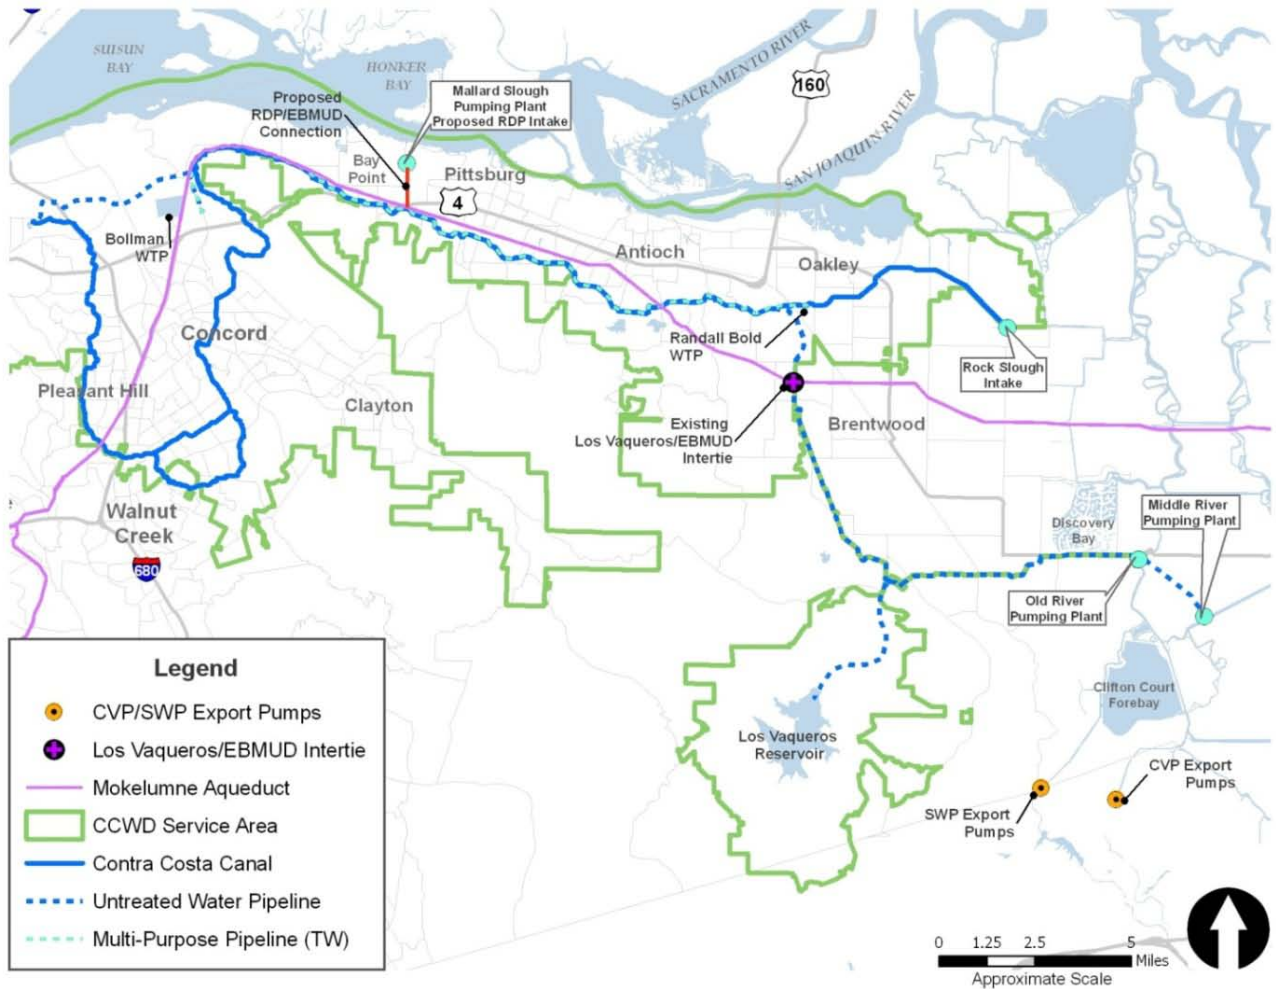 SUISUN
BAY
HONKER
BAY
SACRAMENTO RIVER
160
SAN JOAQUIN RIVER
Mallard Slough
Pumping Plant
Proposed RDP Intake
Proposed
RDP/EBMUD
Connection
Bay
Point
Pittsburg
4
Antioch
Oakley
Bollman
WTP
Concord
Randall Bold
WTP
Rock Slough
Intake
Pleasant Hill
Clayton
Existing
Los Vaqueros/EBMUD
Intertie
Brentwood
Walnut
Creek
680
Discovery
Bay
Middle River
Pumping Plant
Old River
Pumping Plant
Clifton Court
Forebay
Los Vaqueros
Reservoir
CVP Export
Pumps
SWP Export
Pumps
Legend
CVP/SWP Export Pumps
Los Vaqueros/EBMUD Intertie
Mokelumne Aqueduct
CCWD Service Area
Contra Costa Canal
Untreated Water Pipeline
Multi-Purpose Pipeline (TW)
0 1.25 2.5 5
Miles
Approximate Scale